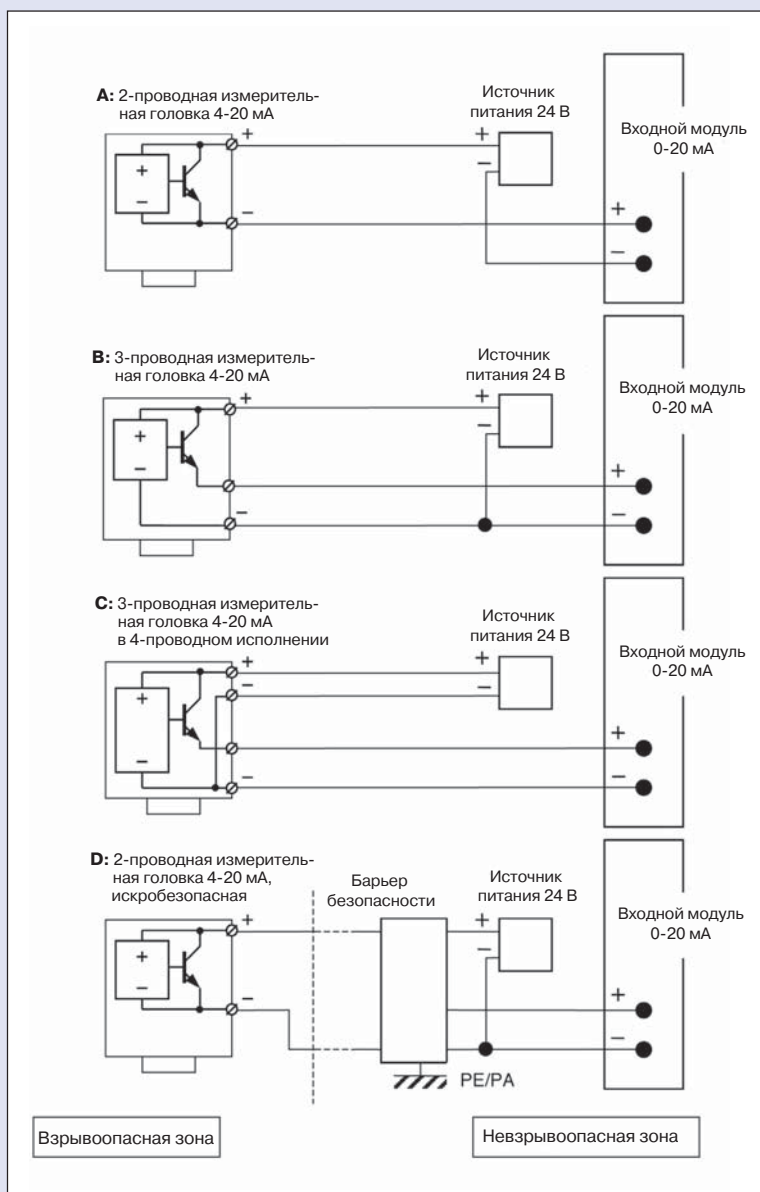 A: 2-проводная измеритель-
ная головка 4-20 мА
Источник
питания 24 В
Входной модуль
0-20 мА
+
+
−
+
−
−
+
−
B: 3-проводная измеритель-
ная головка 4-20 мА
Источник
питания 24 В
Входной модуль
0-20 мА
+
+
−
+
−
+
−
−
C: 3-проводная измеритель-
ная головка 4-20 мА
в 4-проводном исполнении
Источник
питания 24 В
Входной модуль
0-20 мА
+
−
+
−
+
−
−
+
−
D: 2-проводная измеритель-
ная головка 4-20 мА,
искробезопасная
Барьер
безопасности
Источник
питания 24 В
Входной модуль
0-20 мА
+
+
−
+
−
−
+
−
PE/PA
Взрывоопасная зона
Невзрывоопасная зона